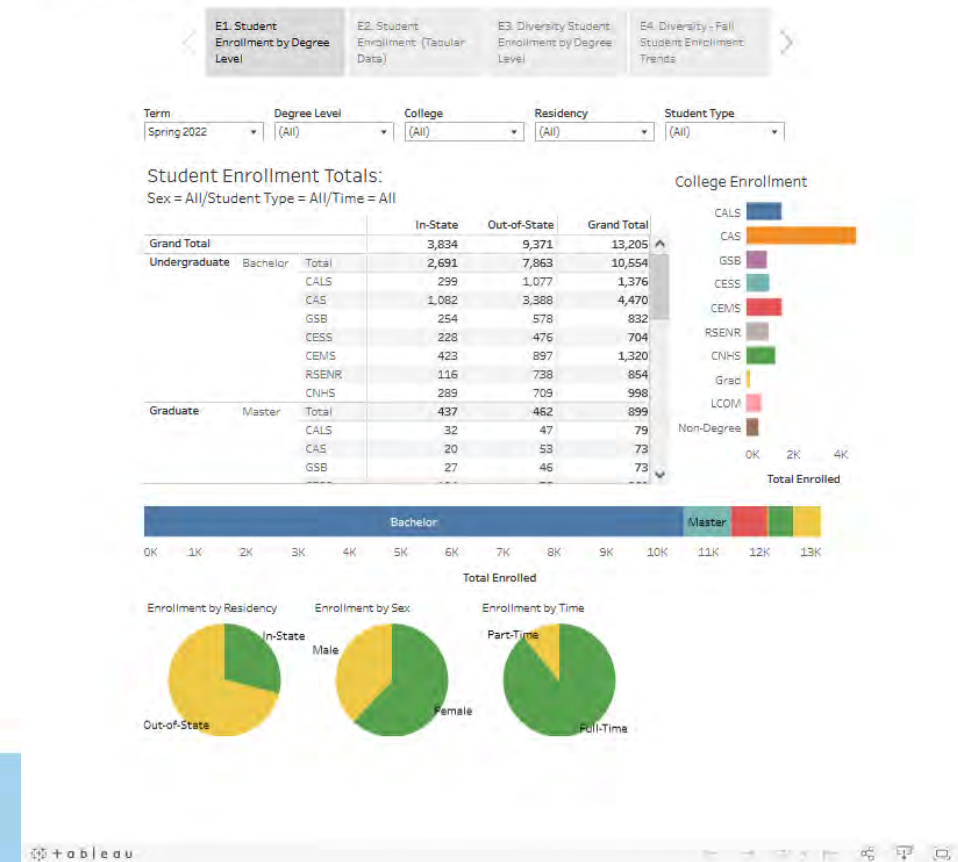 E1. Student Enrollment by Degree Level
E2. Student Enrollment (Tabular Data)
E3. Diversity Student Enrollment by Degree Level
E4. Diversity - Fall Student Enrollment Trends
Term Degree Level College Residency Student Type
Spring 2022 (All) (All) (All) (All)
Student Enrollment Totals:
Sex = All/Student Type = All/Time = All
In-State Out-of-State Grand Total
Grand Total 3,834 9,371 13,205
Undergraduate Bachelor Total 2,691 7,863 10,554
CALS 299 1,077 1,376
CAS 1,082 3,388 4,470
GSB 254 578 832
CESS 228 476 704
CEMS 423 897 1,320
RSENR 116 738 854
CNHS 289 709 998
Graduate Master Total 437 462 899
CALS 32 47 79
CAS 20 53 73
GSB 27 46 73
College Enrollment
CALS
CAS
GSB
CESS
CEMS
RSENR
CNHS
Grad
LCOM
Non-Degree
0K 2K 4K
Total Enrolled
Bachelor Master
0K 1K 2K 3K 4K 5K 6K 7K 8K 9K 10K 11K 12K 13K
Total Enrolled
Enrollment by Residency Enrollment by Sex Enrollment by Time
In-State
Out-of-State
Male
Female
Part-Time
Full-Time
+ a b l e a u